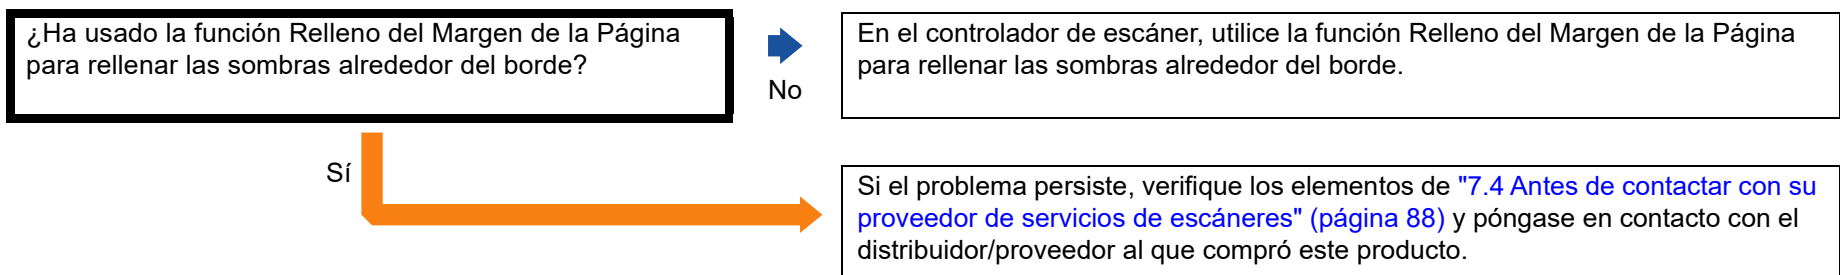 ¿Ha usado la función Relleno del Margen de la Página
para rellenar las sombras alrededor del borde?
No
En el controlador de escáner, utilice la función Relleno del Margen de la Página
para rellenar las sombras alrededor del borde.
Sí
Si el problema persiste, verifique los elementos de "7.4 Antes de contactar con su
proveedor de servicios de escáneres" (página 88) y póngase en contacto con el
distribuidor/proveedor al que compró este producto.